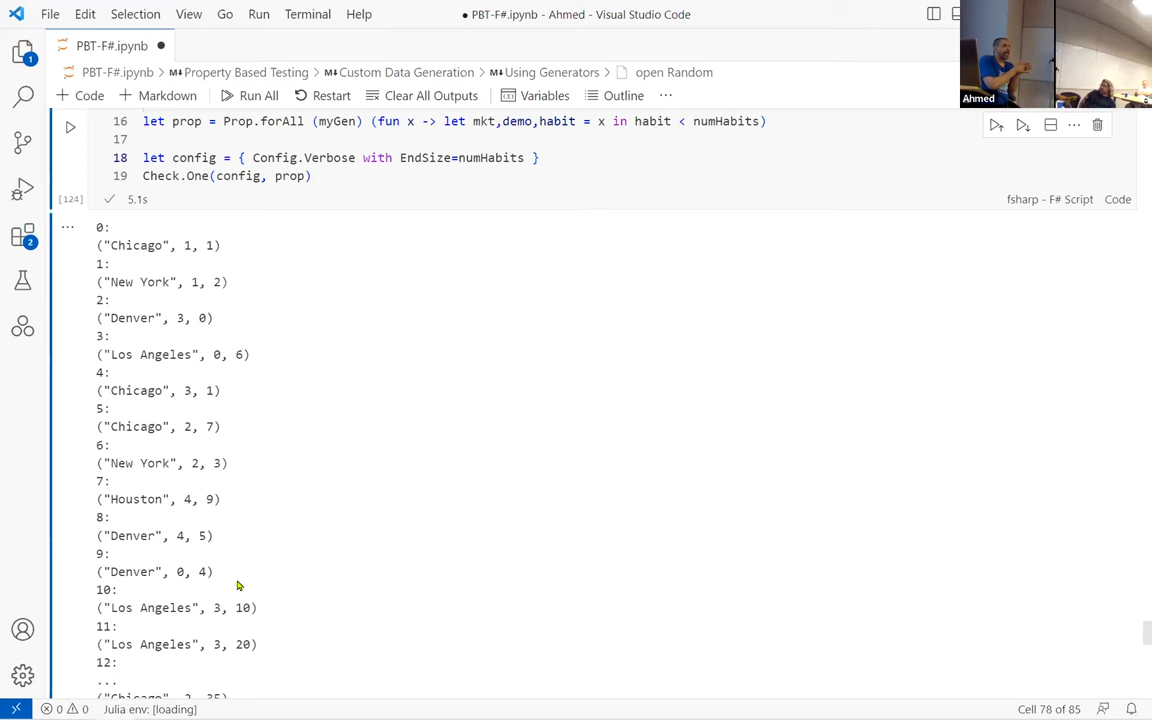 File Edit Selection View Go Run Terminal Help ● PBT-F#.ipynb - Ahmed - Visual Studio Code
PBT-F#.ipynb ●
PBT-F#.ipynb > M↓Property Based Testing > M↓Custom Data Generation > M↓Using Generators > open Random
+ Code + Markdown Run All Restart Clear All Outputs Variables Outline ...
Ahmed
16 let prop = Prop.forAll (myGen) (fun x -> let mkt,demo,habit = x in habit < numHabits)
17
18 let config = { Config.Verbose with EndSize=numHabits }
19 Check.One(config, prop)
[124] ✓ 5.1s fsharp - F# Script Code
... 0:
("Chicago", 1, 1)
1:
("New York", 1, 2)
2:
("Denver", 3, 0)
3:
("Los Angeles", 0, 6)
4:
("Chicago", 3, 1)
5:
("Chicago", 2, 7)
6:
("New York", 2, 3)
7:
("Houston", 4, 9)
8:
("Denver", 4, 5)
9:
("Denver", 0, 4)
10:
("Los Angeles", 3, 10)
11:
("Los Angeles", 3, 20)
12:
...
("Chicago", 2, 35)
1
2
0 0 Julia env: [loading] Cell 78 of 85